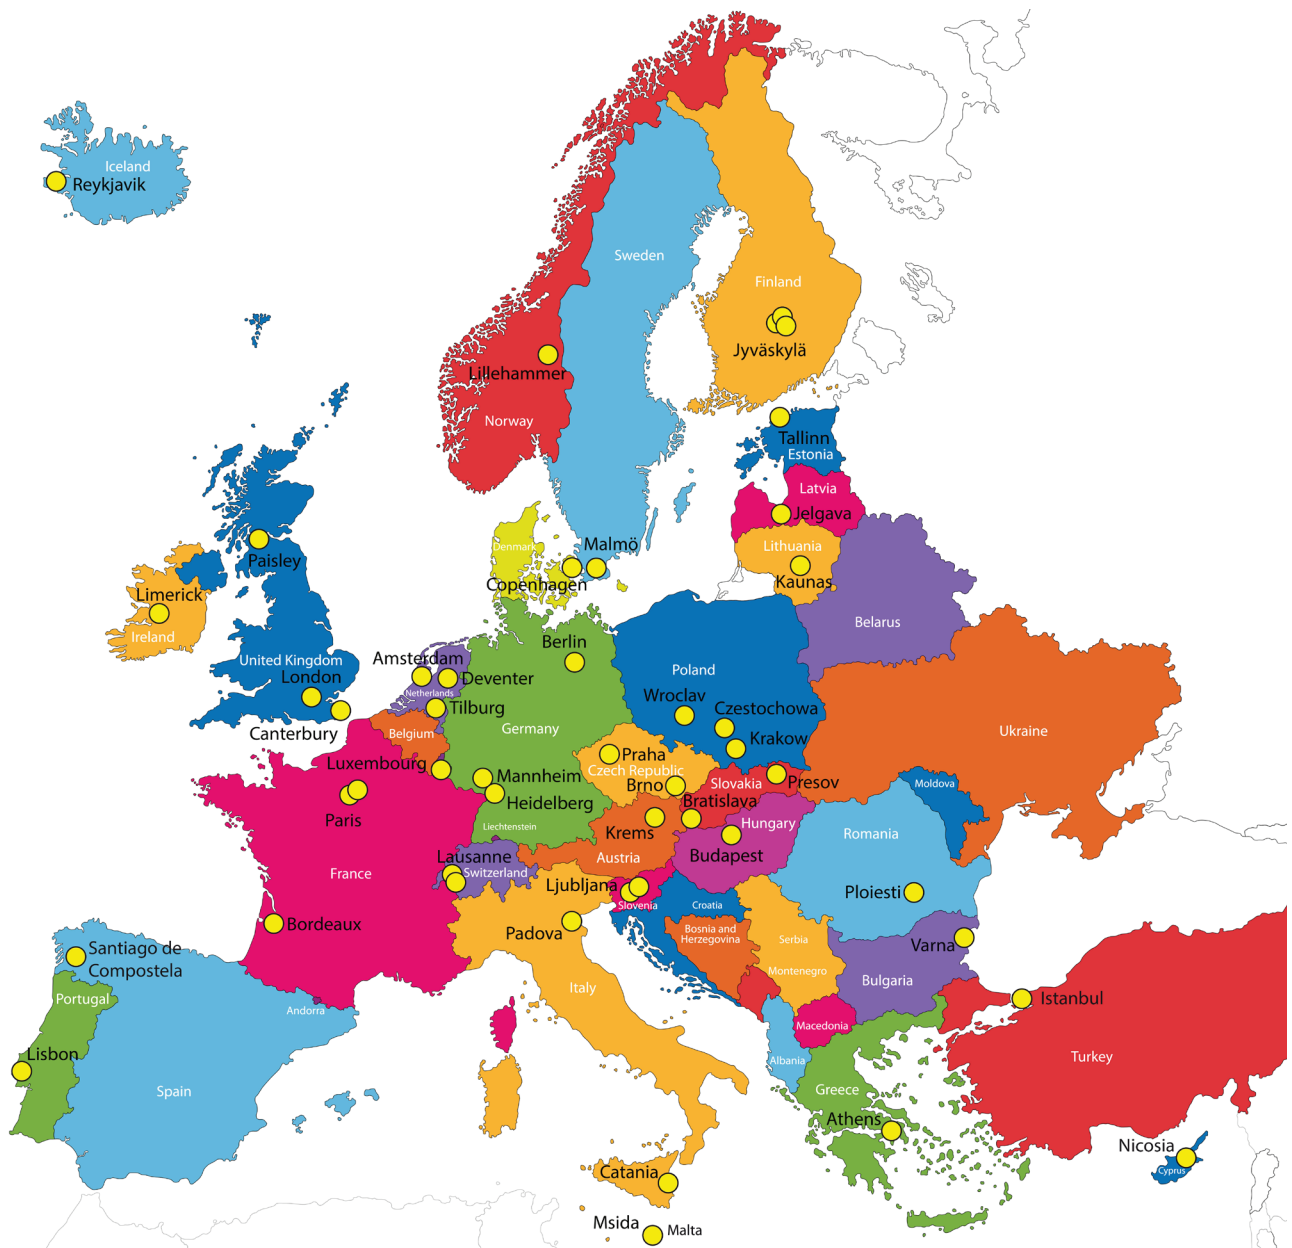 Iceland
Reykjavik
Sweden
Finland
Jyväskylä
Lillehammer
Norway
Tallinn
Estonia
Latvia
Jelgava
Denmark
Malmö
Copenhagen
Lithuania
Kaunas
Paisley
Limerick
Ireland
Belarus
United Kingdom
London
Canterbury
Amsterdam
Deventer
Netherlands
Tilburg
Berlin
Germany
Poland
Wroclaw
Czestochowa
Krakow
Ukraine
Belgium
Luxembourg
Mannheim
Heidelberg
Praha
Czech Republic
Brno
Slovakia
Presov
Bratislava
Moldova
Paris
Liechtenstein
Krems
Austria
Hungary
Budapest
Romania
Ploiesti
France
Lausanne
Switzerland
Ljubljana
Slovenia
Croatia
Bosnia and
Herzegovina
Serbia
Montenegro
Bordeaux
Padova
Varna
Bulgaria
Santiago de
Compostela
Portugal
Andorra
Italy
Istanbul
Macedonia
Lisbon
Spain
Albania
Turkey
Greece
Athens
Nicosia
Cyprus
Catania
Msida
Malta